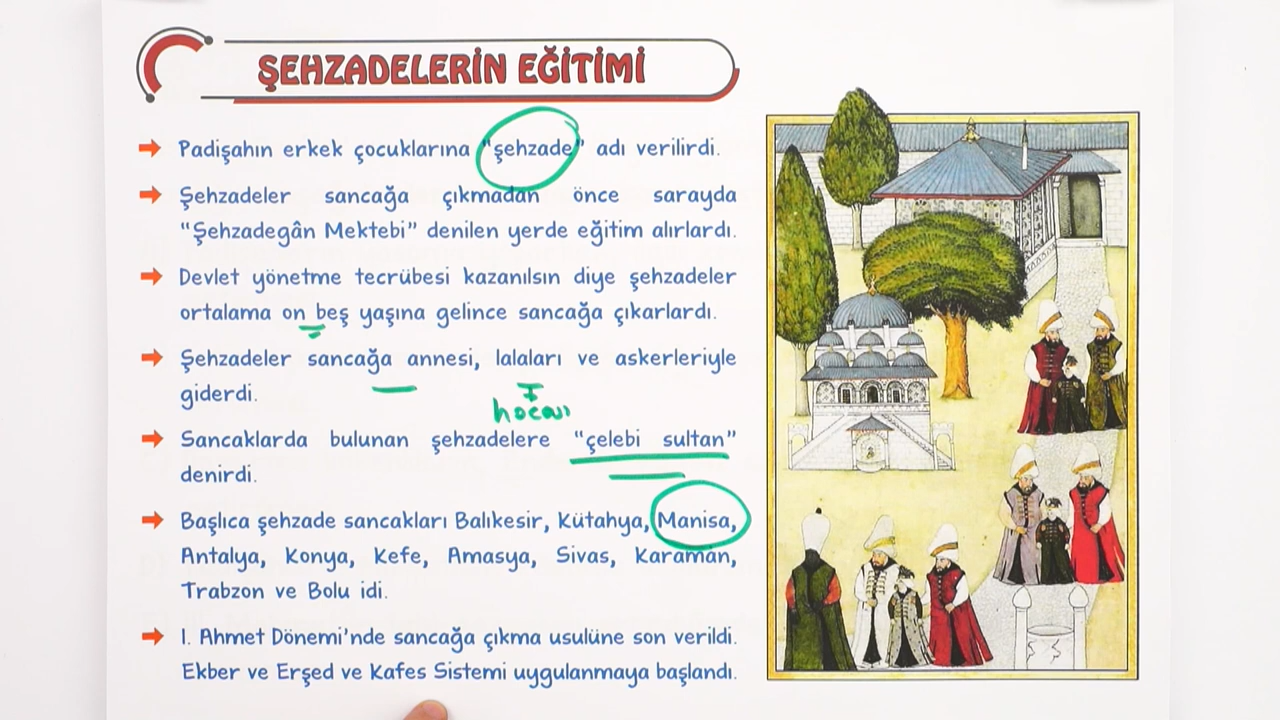 ŞEHZADELERİN EĞİTİMİ
Padişahın erkek çocuklarına "şehzade" adı verilirdi.
Şehzadeler sancağa çıkmadan önce sarayda
"Şehzadegân Mektebi" denilen yerde eğitim alırlardı.
Devlet yönetme tecrübesi kazanılsın diye şehzadeler
ortalama on beş yaşına gelince sancağa çıkarlardı.
Şehzadeler sancağa annesi, lalaları ve askerleriyle
giderdi.
Sancaklarda bulunan şehzadelere "çelebi sultan"
denirdi.
Başlıca şehzade sancakları Balıkesir, Kütahya, Manisa,
Antalya, Konya, Kefe, Amasya, Sivas, Karaman,
Trabzon ve Bolu idi.
I. Ahmet Dönemi'nde sancağa çıkma usulüne son verildi.
Ekber ve Erşed ve Kafes Sistemi uygulanmaya başlandı.